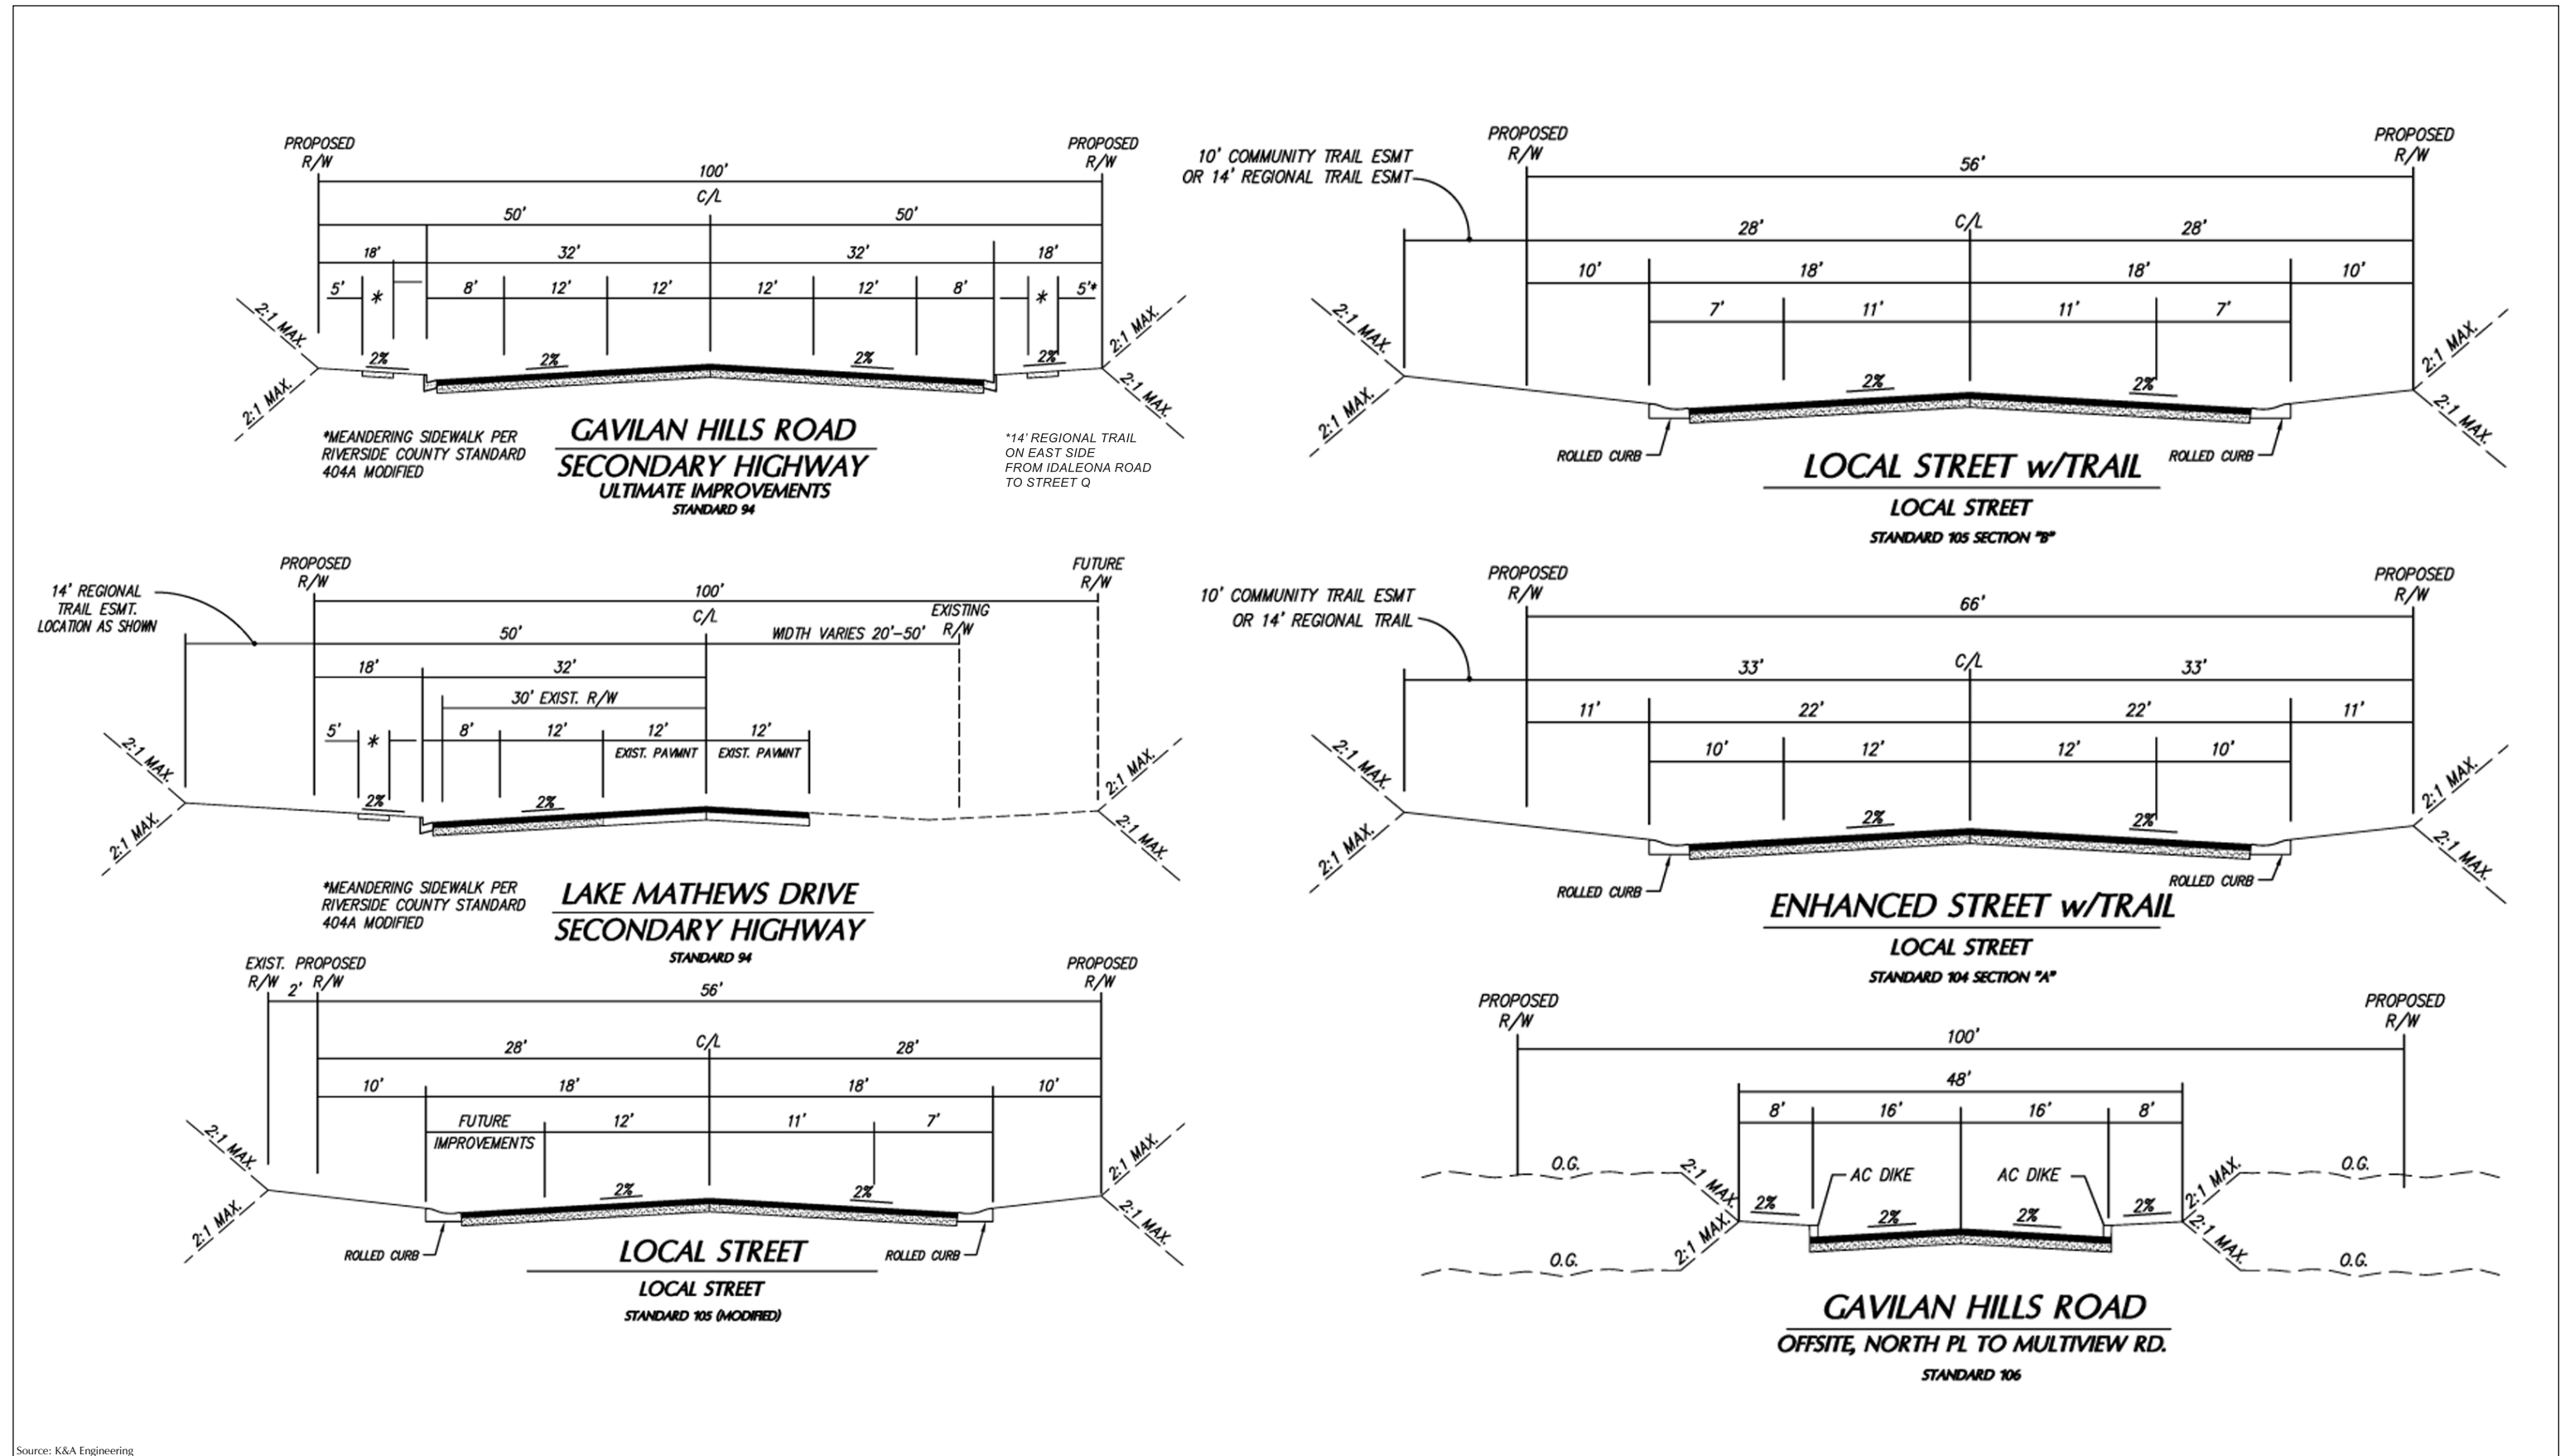 PROPOSED
R/W
PROPOSED
R/W
100'
C/L
50'
50'
18'
32'
32'
18'
5'
*
8'
12'
12'
12'
12'
8'
*
5'*
2:1 MAX.
2:1 MAX.
2%
2%
2%
2%
2:1 MAX.
2:1 MAX.
*MEANDERING SIDEWALK PER
RIVERSIDE COUNTY STANDARD
404A MODIFIED
GAVILAN HILLS ROAD
SECONDARY HIGHWAY
ULTIMATE IMPROVEMENTS
STANDARD 94
*14' REGIONAL TRAIL
ON EAST SIDE
FROM IDALEONA ROAD
TO STREET Q
10' COMMUNITY TRAIL ESMT
OR 14' REGIONAL TRAIL ESMT
PROPOSED
R/W
PROPOSED
R/W
56'
28'
C/L
28'
10'
18'
18'
10'
7'
11'
11'
7'
2:1 MAX.
2:1 MAX.
2%
2%
2:1 MAX.
2:1 MAX.
ROLLED CURB
ROLLED CURB
LOCAL STREET w/TRAIL
LOCAL STREET
STANDARD 105 SECTION "B"
14' REGIONAL
TRAIL ESMT.
LOCATION AS SHOWN
PROPOSED
R/W
FUTURE
R/W
100'
C/L
EXISTING
R/W
50'
WIDTH VARIES 20'-50'
18'
32'
30' EXIST. R/W
5'
*
8'
12'
12'
12'
EXIST. PAVMNT
EXIST. PAVMNT
2:1 MAX.
2:1 MAX.
2%
2%
2:1 MAX.
2:1 MAX.
*MEANDERING SIDEWALK PER
RIVERSIDE COUNTY STANDARD
404A MODIFIED
LAKE MATHEWS DRIVE
SECONDARY HIGHWAY
STANDARD 94
10' COMMUNITY TRAIL ESMT
OR 14' REGIONAL TRAIL
PROPOSED
R/W
PROPOSED
R/W
66'
33'
C/L
33'
11'
22'
22'
11'
10'
12'
12'
10'
2:1 MAX.
2:1 MAX.
2%
2%
2:1 MAX.
2:1 MAX.
ROLLED CURB
ROLLED CURB
ENHANCED STREET w/TRAIL
LOCAL STREET
STANDARD 104 SECTION "A"
EXIST.
R/W
2'
PROPOSED
R/W
PROPOSED
R/W
56'
28'
C/L
28'
10'
18'
18'
10'
FUTURE
IMPROVEMENTS
12'
11'
7'
2:1 MAX.
2:1 MAX.
2%
2%
2:1 MAX.
2:1 MAX.
ROLLED CURB
ROLLED CURB
LOCAL STREET
LOCAL STREET
STANDARD 105 (MODIFIED)
PROPOSED
R/W
PROPOSED
R/W
100'
48'
8'
16'
16'
8'
O.G.
O.G.
2:1 MAX.
2:1 MAX.
AC DIKE
AC DIKE
2%
2%
2%
2%
2:1 MAX.
2:1 MAX.
O.G.
O.G.
GAVILAN HILLS ROAD
OFFSITE, NORTH PL TO MULTIVIEW RD.
STANDARD 106
Source: K&A Engineering